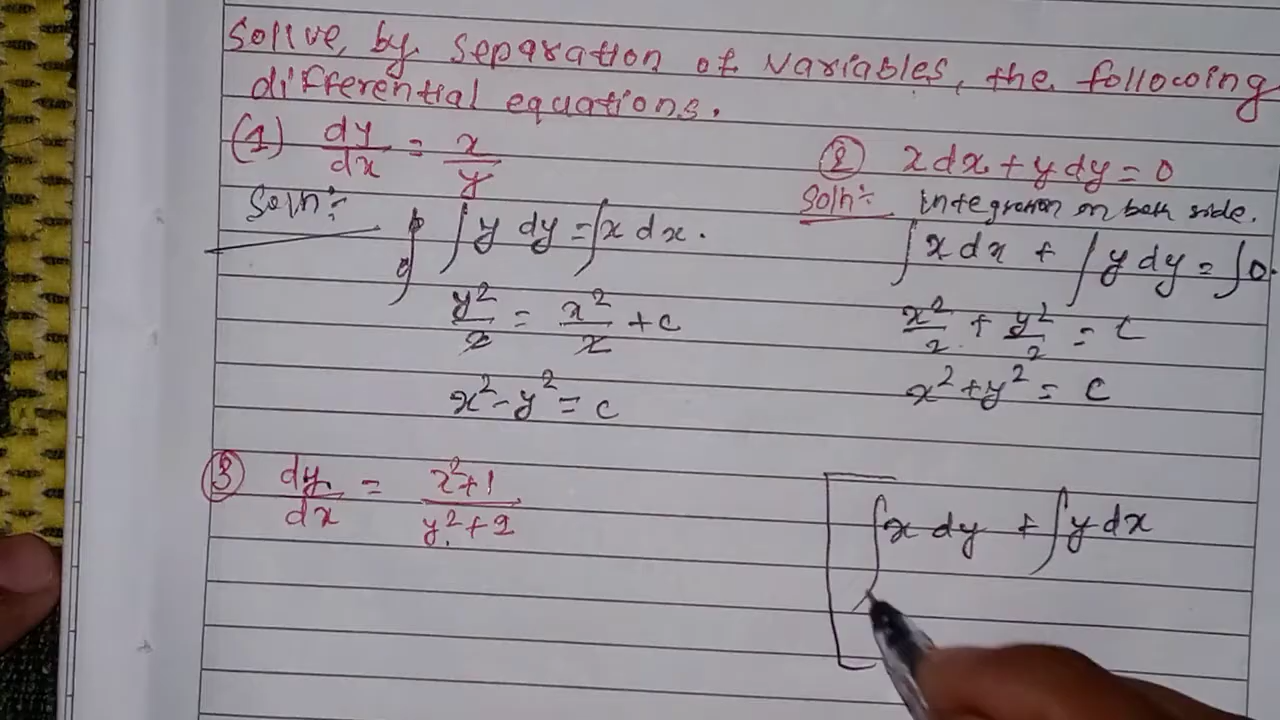 Sollve, by separation of variables, the following
differential equations.
(1) dy/dx = x/y
Soln:-
∫y dy = ∫x dx.
y²/2 = x²/2 + c
x² - y² = c
② x dx + y dy = 0
Soln:- integration on both side.
∫x dx + ∫y dy = ∫0.
x²/2 + y²/2 = c
x² + y² = c
③ dy/dx = x²+1/y²+2
∫x dy + ∫y dx